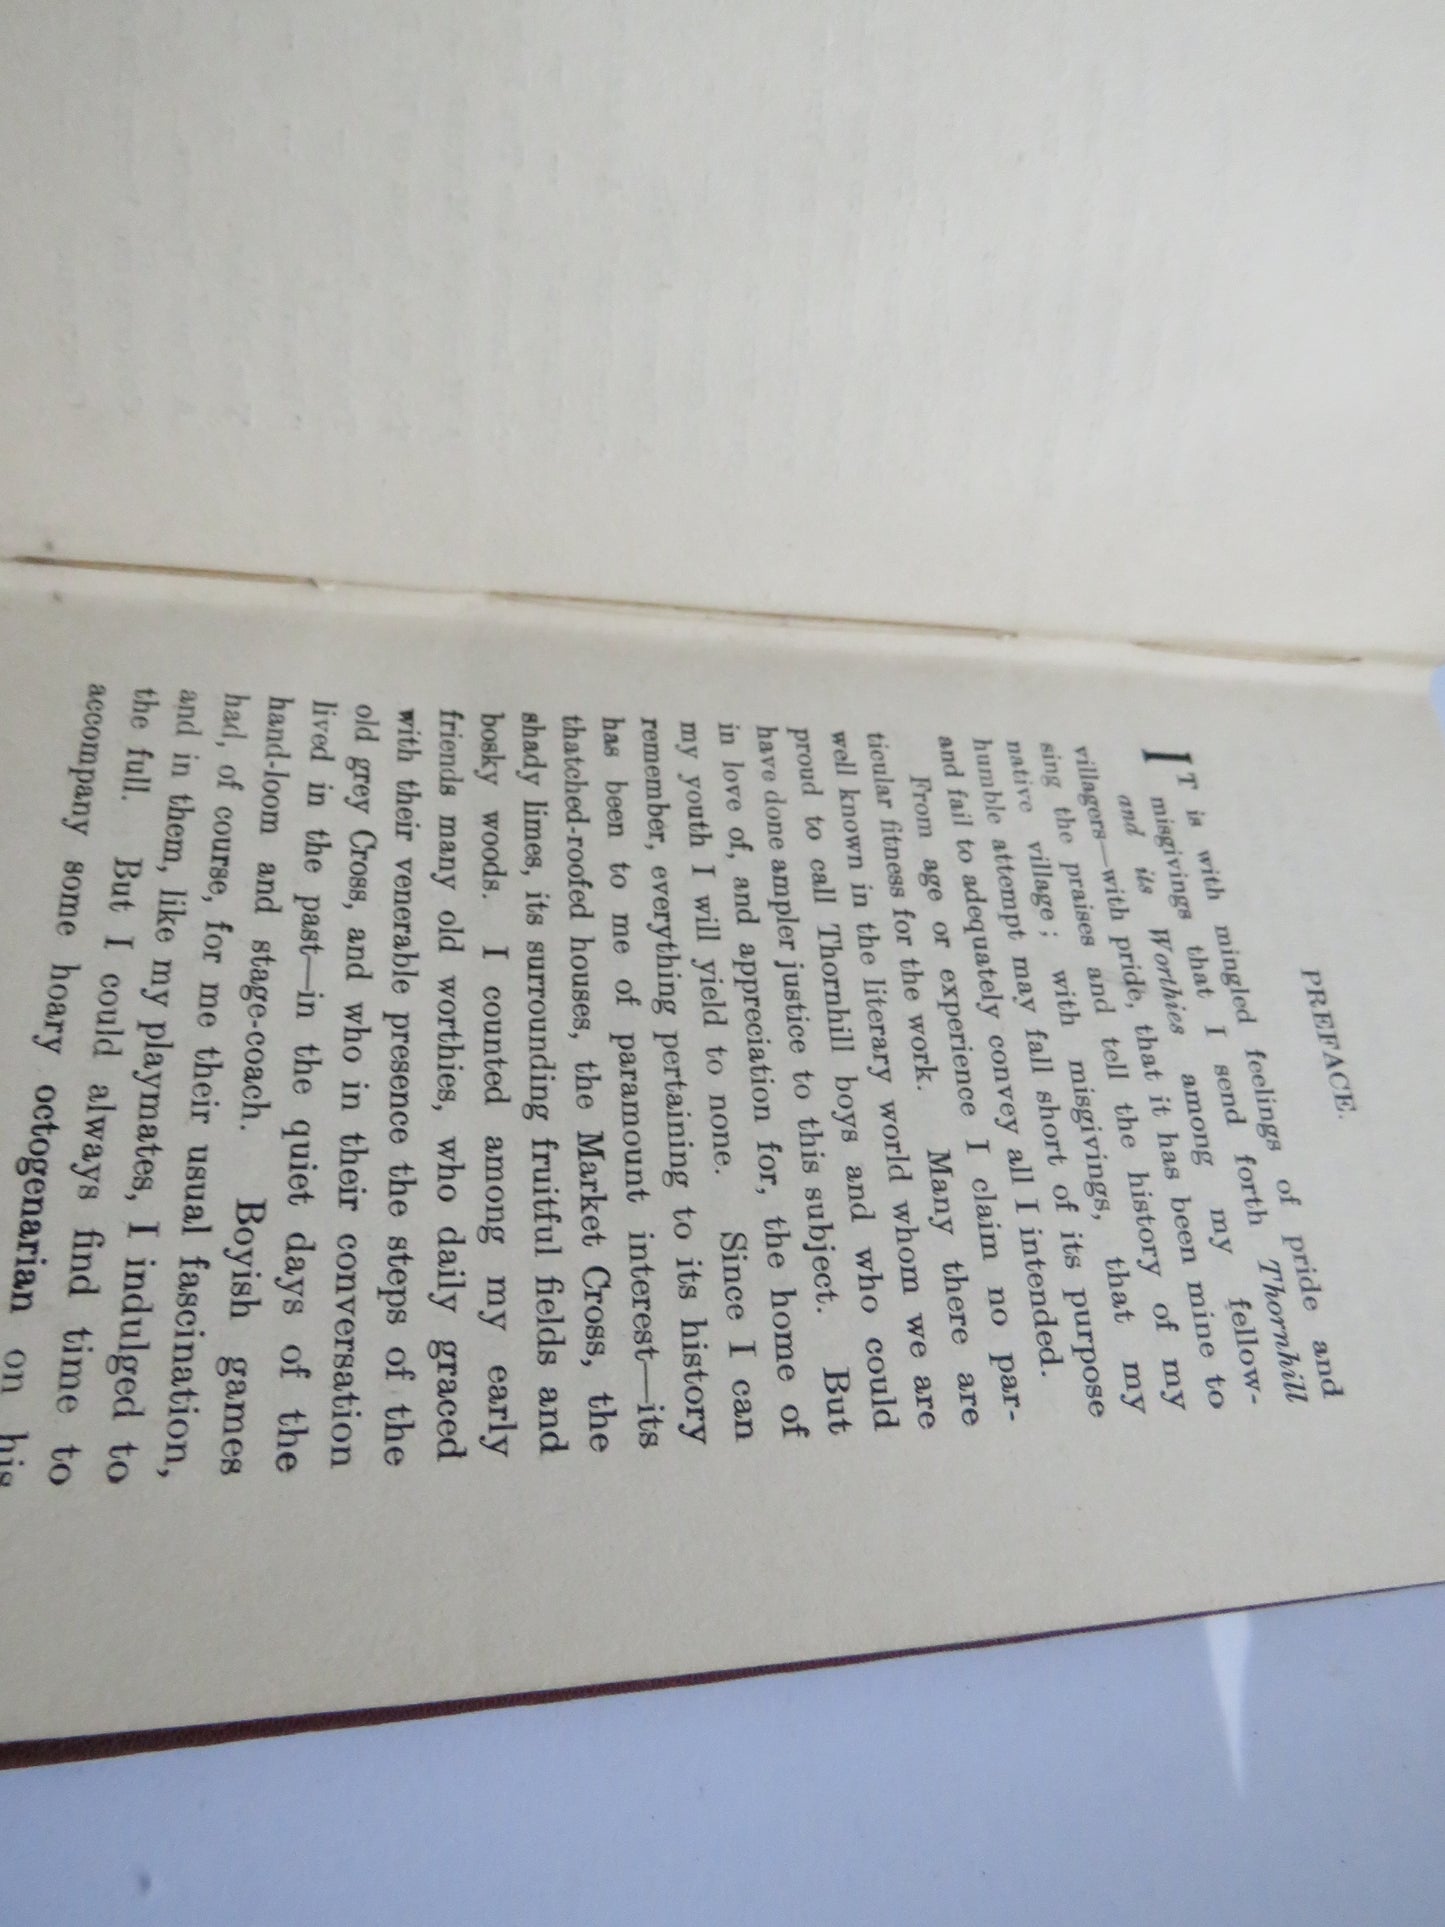 PREFACE.
IT is with mingled feelings of pride and
misgivings that I send forth Thornhill
and its Worthies among my fellow-
villagers—with pride, that it has been mine to
sing the praises and tell the history of my
native village; with misgivings, that my
humble attempt may fall short of its purpose
and fail to adequately convey all I intended.
From age or experience I claim no par-
ticular fitness for the work. Many there are
well known in the literary world whom we are
proud to call Thornhill boys and who could
have done ampler justice to this subject. But
in love of, and appreciation for, the home of
my youth I will yield to none. Since I can
remember, everything pertaining to its history
has been to me of paramount interest—its
thatched-roofed houses, the Market Cross, the
shady limes, its surrounding fruitful fields and
bosky woods. I counted among my early
friends many old worthies, who daily graced
with their venerable presence the steps of the
old grey Cross, and who in their conversation
lived in the past—in the quiet days of the
hand-loom and stage-coach. Boyish games
had, of course, for me their usual fascination,
and in them, like my playmates, I indulged to
the full. But I could always find time to
accompany some hoary octogenarian on his